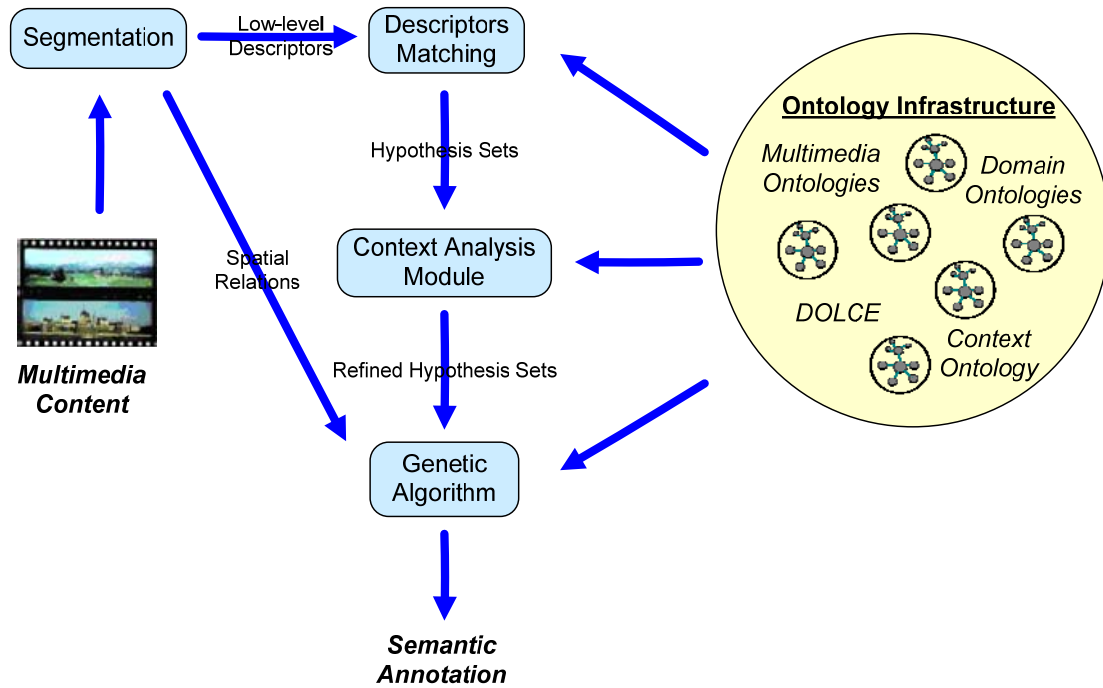 Segmentation
Low-level
Descriptors
Descriptors
Matching
Ontology Infrastructure
Multimedia
Ontologies
Domain
Ontologies
DOLCE
Context
Ontology
Hypothesis Sets
Spatial
Relations
Context Analysis
Module
Multimedia
Content
Refined Hypothesis Sets
Genetic
Algorithm
Semantic
Annotation